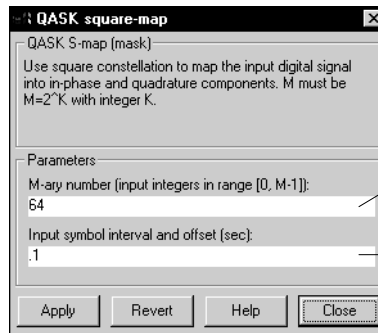 QASK square-map
QASK S-map (mask)
Use square constellation to map the input digital signal
into in-phase and quadrature components. M must be
M=2^K with integer K.
Parameters
M-ary number (input integers in range [0, M-1]):
64
Input symbol interval and offset (sec):
.1
Apply Revert Help Close